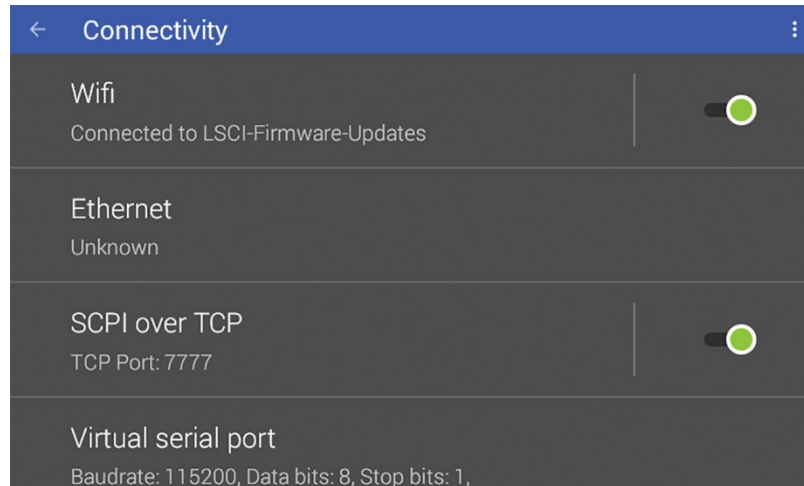 Connectivity
Wifi
Connected to LSCI-Firmware-Updates
Ethernet
Unknown
SCPI over TCP
TCP Port: 7777
Virtual serial port
Baudrate: 115200, Data bits: 8, Stop bits: 1,